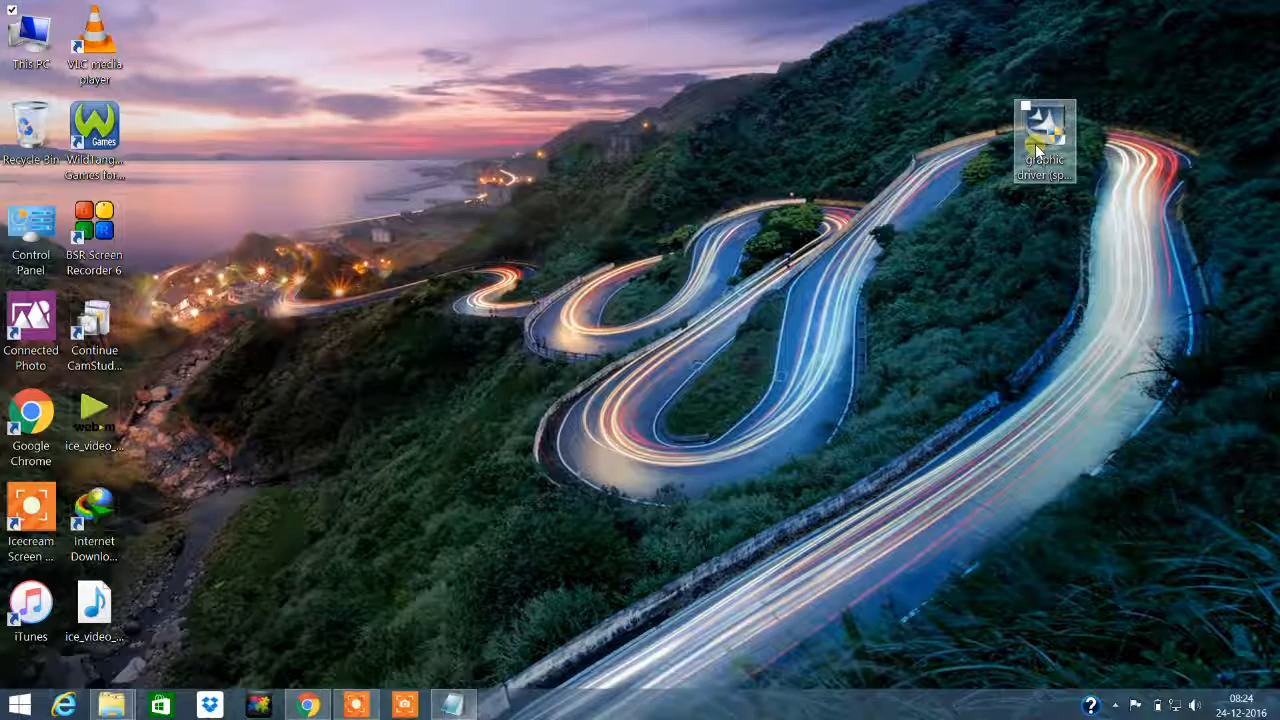 This PC
VLC media
player
Recycle Bin
Games
WildTang...
Games for...
Control
Panel
BSR Screen
Recorder 6
Connected
Photo
Continue
CamStud...
Google
Chrome
web m
ice_video_...
Icecream
Screen ...
Internet
Downlo...
iTunes
ice_video_...
graphic
driver (sp...
08:24
24-12-2016